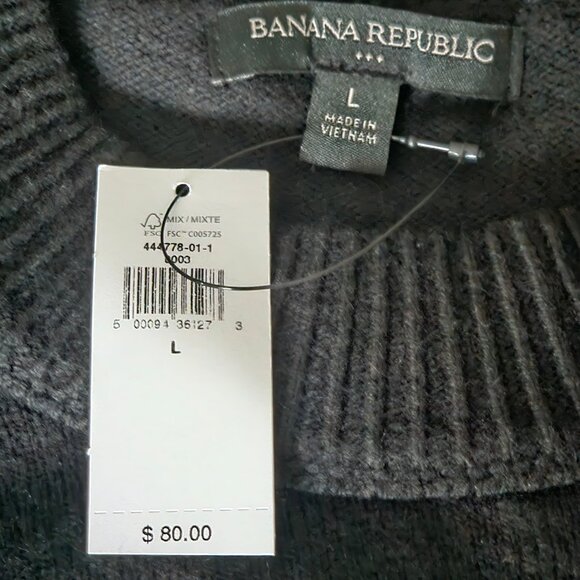 BANANA REPUBLIC
L
MADE IN
VIETNAM
MIX / MIXTE
FSC FSC™ C005725
444778-01-1
0003
5 00094 36127 3
L
$ 80.00